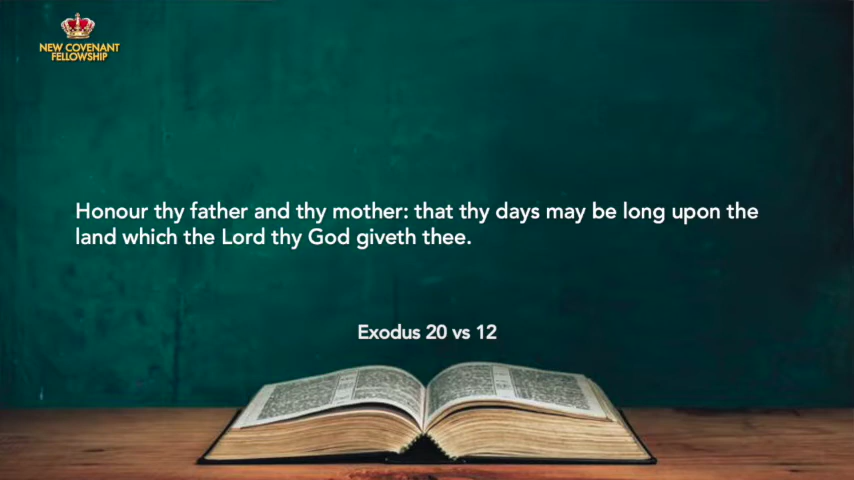 NEW COVENANT
FELLOWSHIP
Honour thy father and thy mother: that thy days may be long upon the
land which the Lord thy God giveth thee.
Exodus 20 vs 12